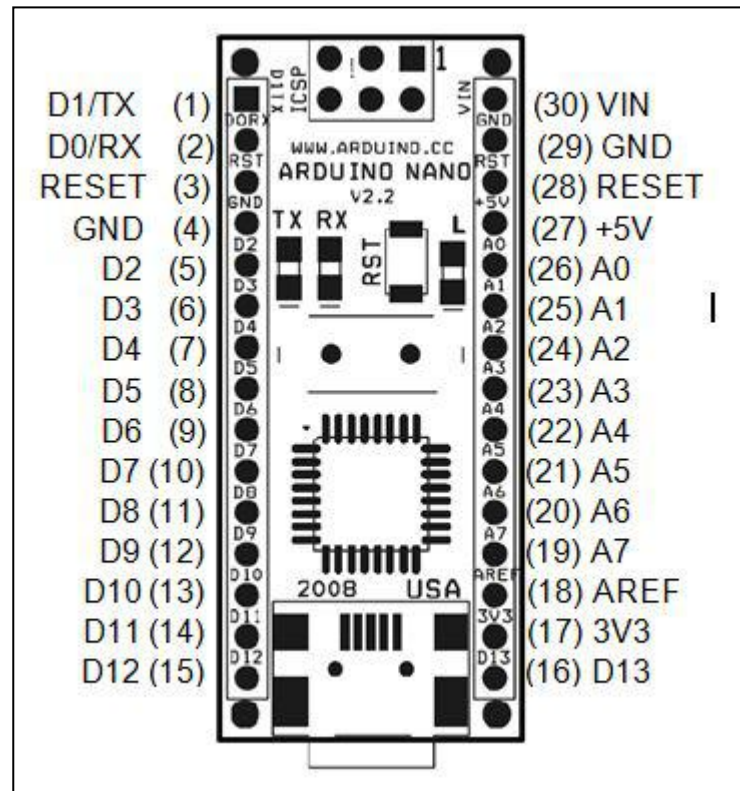 D1/TX (1)
D0/RX (2)
RESET (3)
GND (4)
D2 (5)
D3 (6)
D4 (7)
D5 (8)
D6 (9)
D7 (10)
D8 (11)
D9 (12)
D10 (13)
D11 (14)
D12 (15)
D1TX
ICSP
1
VIN
WWW.ARDUINO.CC
ARDUINO NANO
V2.2
TX RX
RST
L
DORX
RST
GND
D2
D3
D4
D5
D6
D7
D8
D9
D10
D11
D12
GND
RST
+5V
A0
A1
A2
A3
A4
A5
A6
A7
AREF
3V3
D13
2008 USA
(30) VIN
(29) GND
(28) RESET
(27) +5V
(26) A0
(25) A1
(24) A2
(23) A3
(22) A4
(21) A5
(20) A6
(19) A7
(18) AREF
(17) 3V3
(16) D13